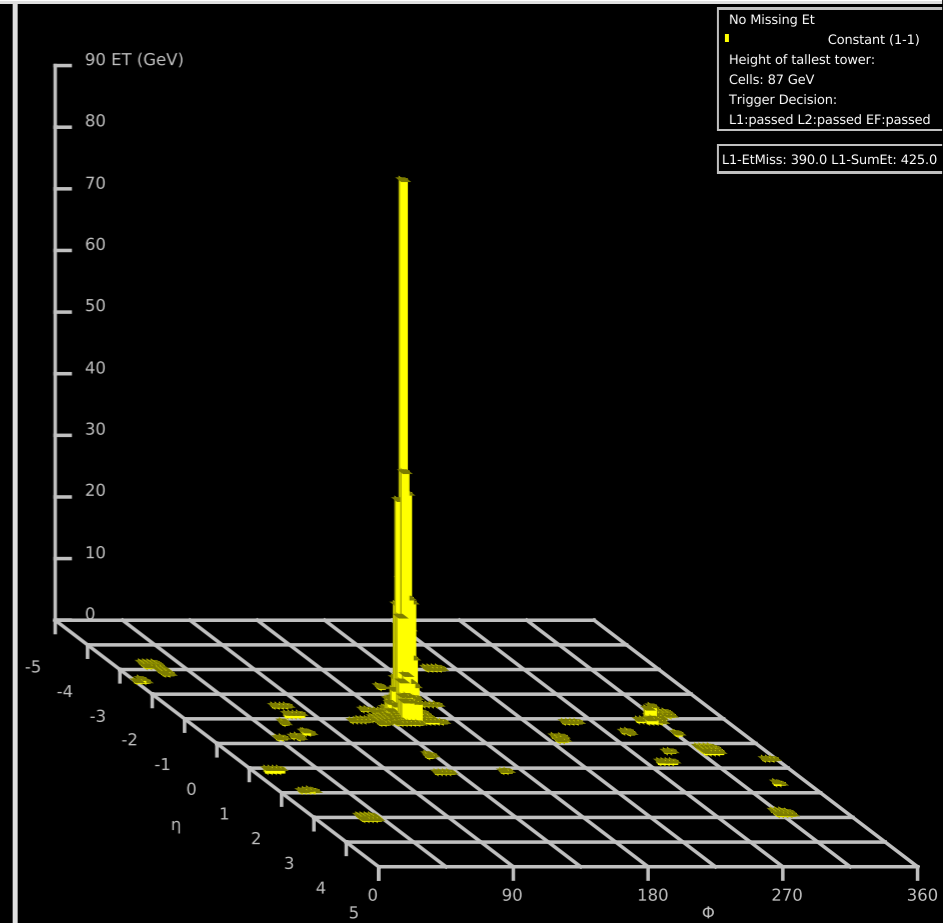 No Missing Et
Constant (1-1)
Height of tallest tower:
Cells: 87 GeV
Trigger Decision:
L1:passed L2:passed EF:passed
L1-EtMiss: 390.0 L1-SumEt: 425.0
90 ET (GeV)
80
70
60
50
40
30
20
10
0
-5
-4
-3
-2
-1
0
1
2
3
4
5
η
0 90 180 270 360
Φ